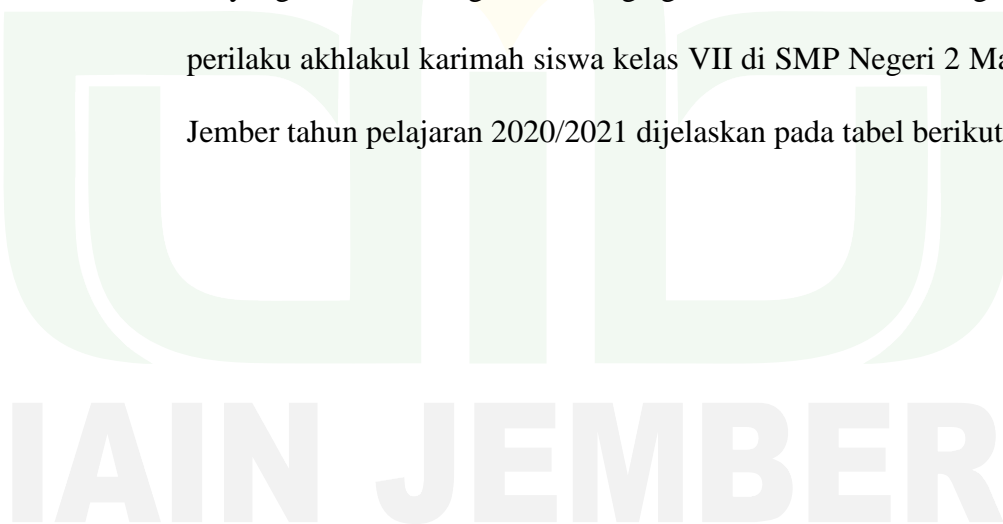 perilaku akhlakul karimah siswa kelas VII di SMP Negeri 2
Jember tahun pelajaran 2020/2021 dijelaskan pada tabel berikut
IAIN JEMBER